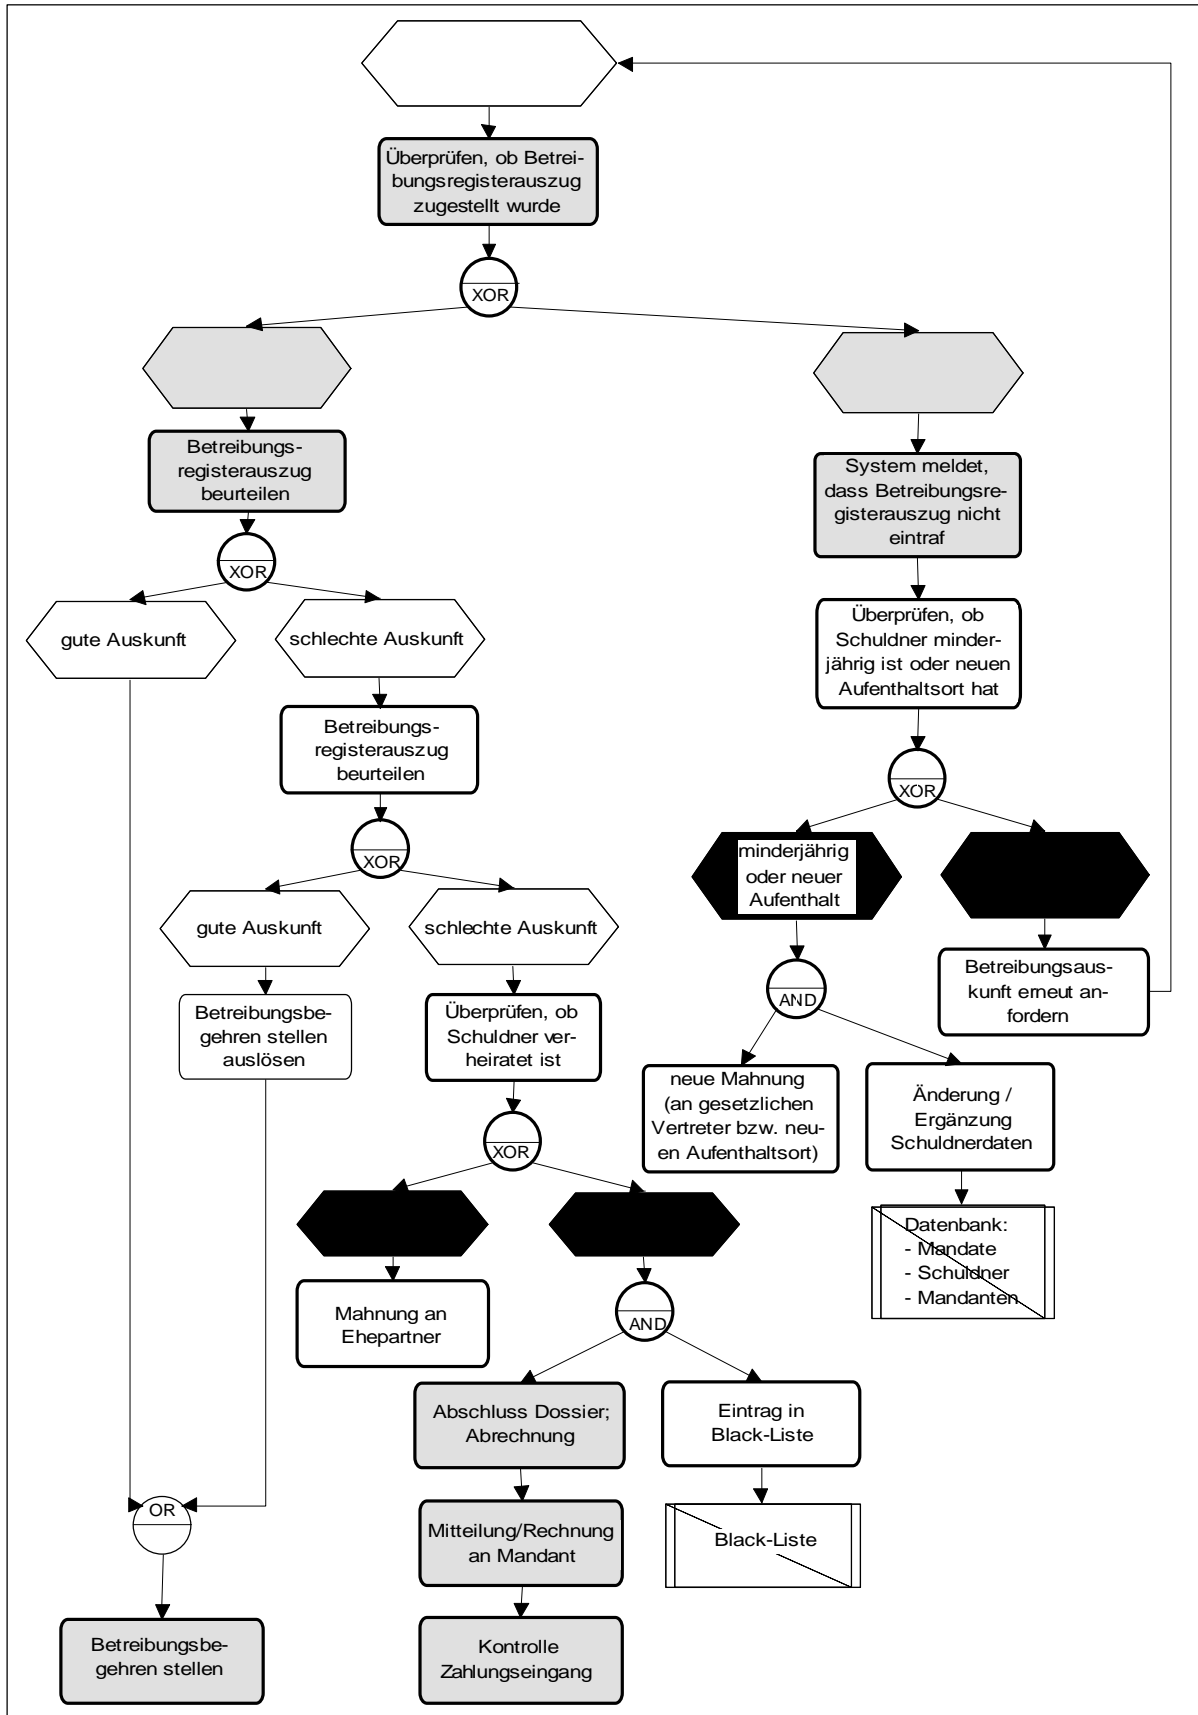 Überprüfen, ob Betrei-
bungsregisterauszug
zugestellt wurde
XOR
Betreibungs-
registerauszug
beurteilen
System meldet,
dass Betreibungsre-
gisterauszug nicht
eintraf
XOR
gute Auskunft
schlechte Auskunft
Überprüfen, ob
Schuldner minder-
jährig ist oder neuen
Aufenthaltsort hat
Betreibungs-
registerauszug
beurteilen
XOR
XOR
minderjährig
oder neuer
Aufenthalt
gute Auskunft
schlechte Auskunft
Betreibungsaus-
kunft erneut an-
fordern
AND
Betreibungsbe-
gehren stellen
auslösen
Überprüfen, ob
Schuldner ver-
heiratet ist
neue Mahnung
(an gesetzlichen
Vertreter bzw. neu-
en Aufenthaltsort)
Änderung /
Ergänzung
Schuldnerdaten
XOR
Datenbank:
- Mandate
- Schuldner
- Mandanten
Mahnung an
Ehepartner
AND
Abschluss Dossier;
Abrechnung
Eintrag in
Black-Liste
OR
Mitteilung/Rechnung
an Mandant
Black-Liste
Betreibungsbe-
gehren stellen
Kontrolle
Zahlungseingang